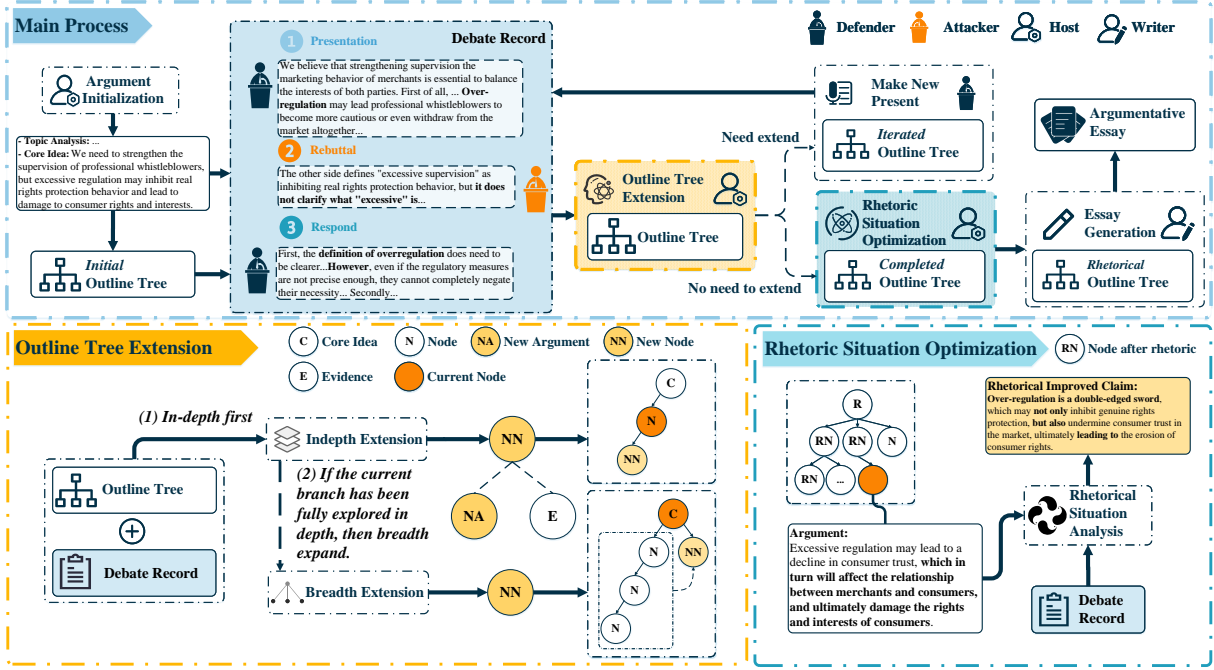 Main Process
Defender
Attacker
Host
Writer
Argument
Initialization
- Topic Analysis: ...
- Core Idea: We need to strengthen the
supervision of professional whistleblowers,
but excessive regulation may inhibit real
rights protection behavior and lead to
damage to consumer rights and interests.
Initial
Outline Tree
Debate Record
1 Presentation
We believe that strengthening supervision the
marketing behavior of merchants is essential to balance
the interests of both parties. First of all, ... Over-
regulation may lead professional whistleblowers to
become more cautious or even withdraw from the
market altogether...
2 Rebuttal
The other side defines "excessive supervision" as
inhibiting real rights protection behavior, but it does
not clarify what "excessive" is...
3 Respond
First, the definition of overregulation does need to
be clearer...However, even if the regulatory measures
are not precise enough, they cannot completely negate
their necessity... Secondly...
Outline Tree
Extension
Outline Tree
Need extend
No need to extend
Make New
Present
Iterated
Outline Tree
Rhetoric
Situation
Optimization
Completed
Outline Tree
Argumentative
Essay
Essay
Generation
Rhetorical
Outline Tree
Outline Tree Extension
C Core Idea
N Node
NA New Argument
NN New Node
E Evidence
Current Node
(1) In-depth first
Outline Tree
Debate Record
Indepth Extension
(2) If the current
branch has been
fully explored in
depth, then breadth
expand.
Breadth Extension
NN
NA
E
NN
C
N
NN
C
N
NN
N
N
Rhetoric Situation Optimization
RN Node after rhetoric
R
RN
RN
N
RN
...
Argument:
Excessive regulation may lead to a
decline in consumer trust, which in
turn will affect the relationship
between merchants and consumers,
and ultimately damage the rights
and interests of consumers.
Rhetorical Improved Claim:
Over-regulation is a double-edged sword,
which may not only inhibit genuine rights
protection, but also undermine consumer trust in
the market, ultimately leading to the erosion of
consumer rights.
Rhetorical
Situation
Analysis
Debate
Record